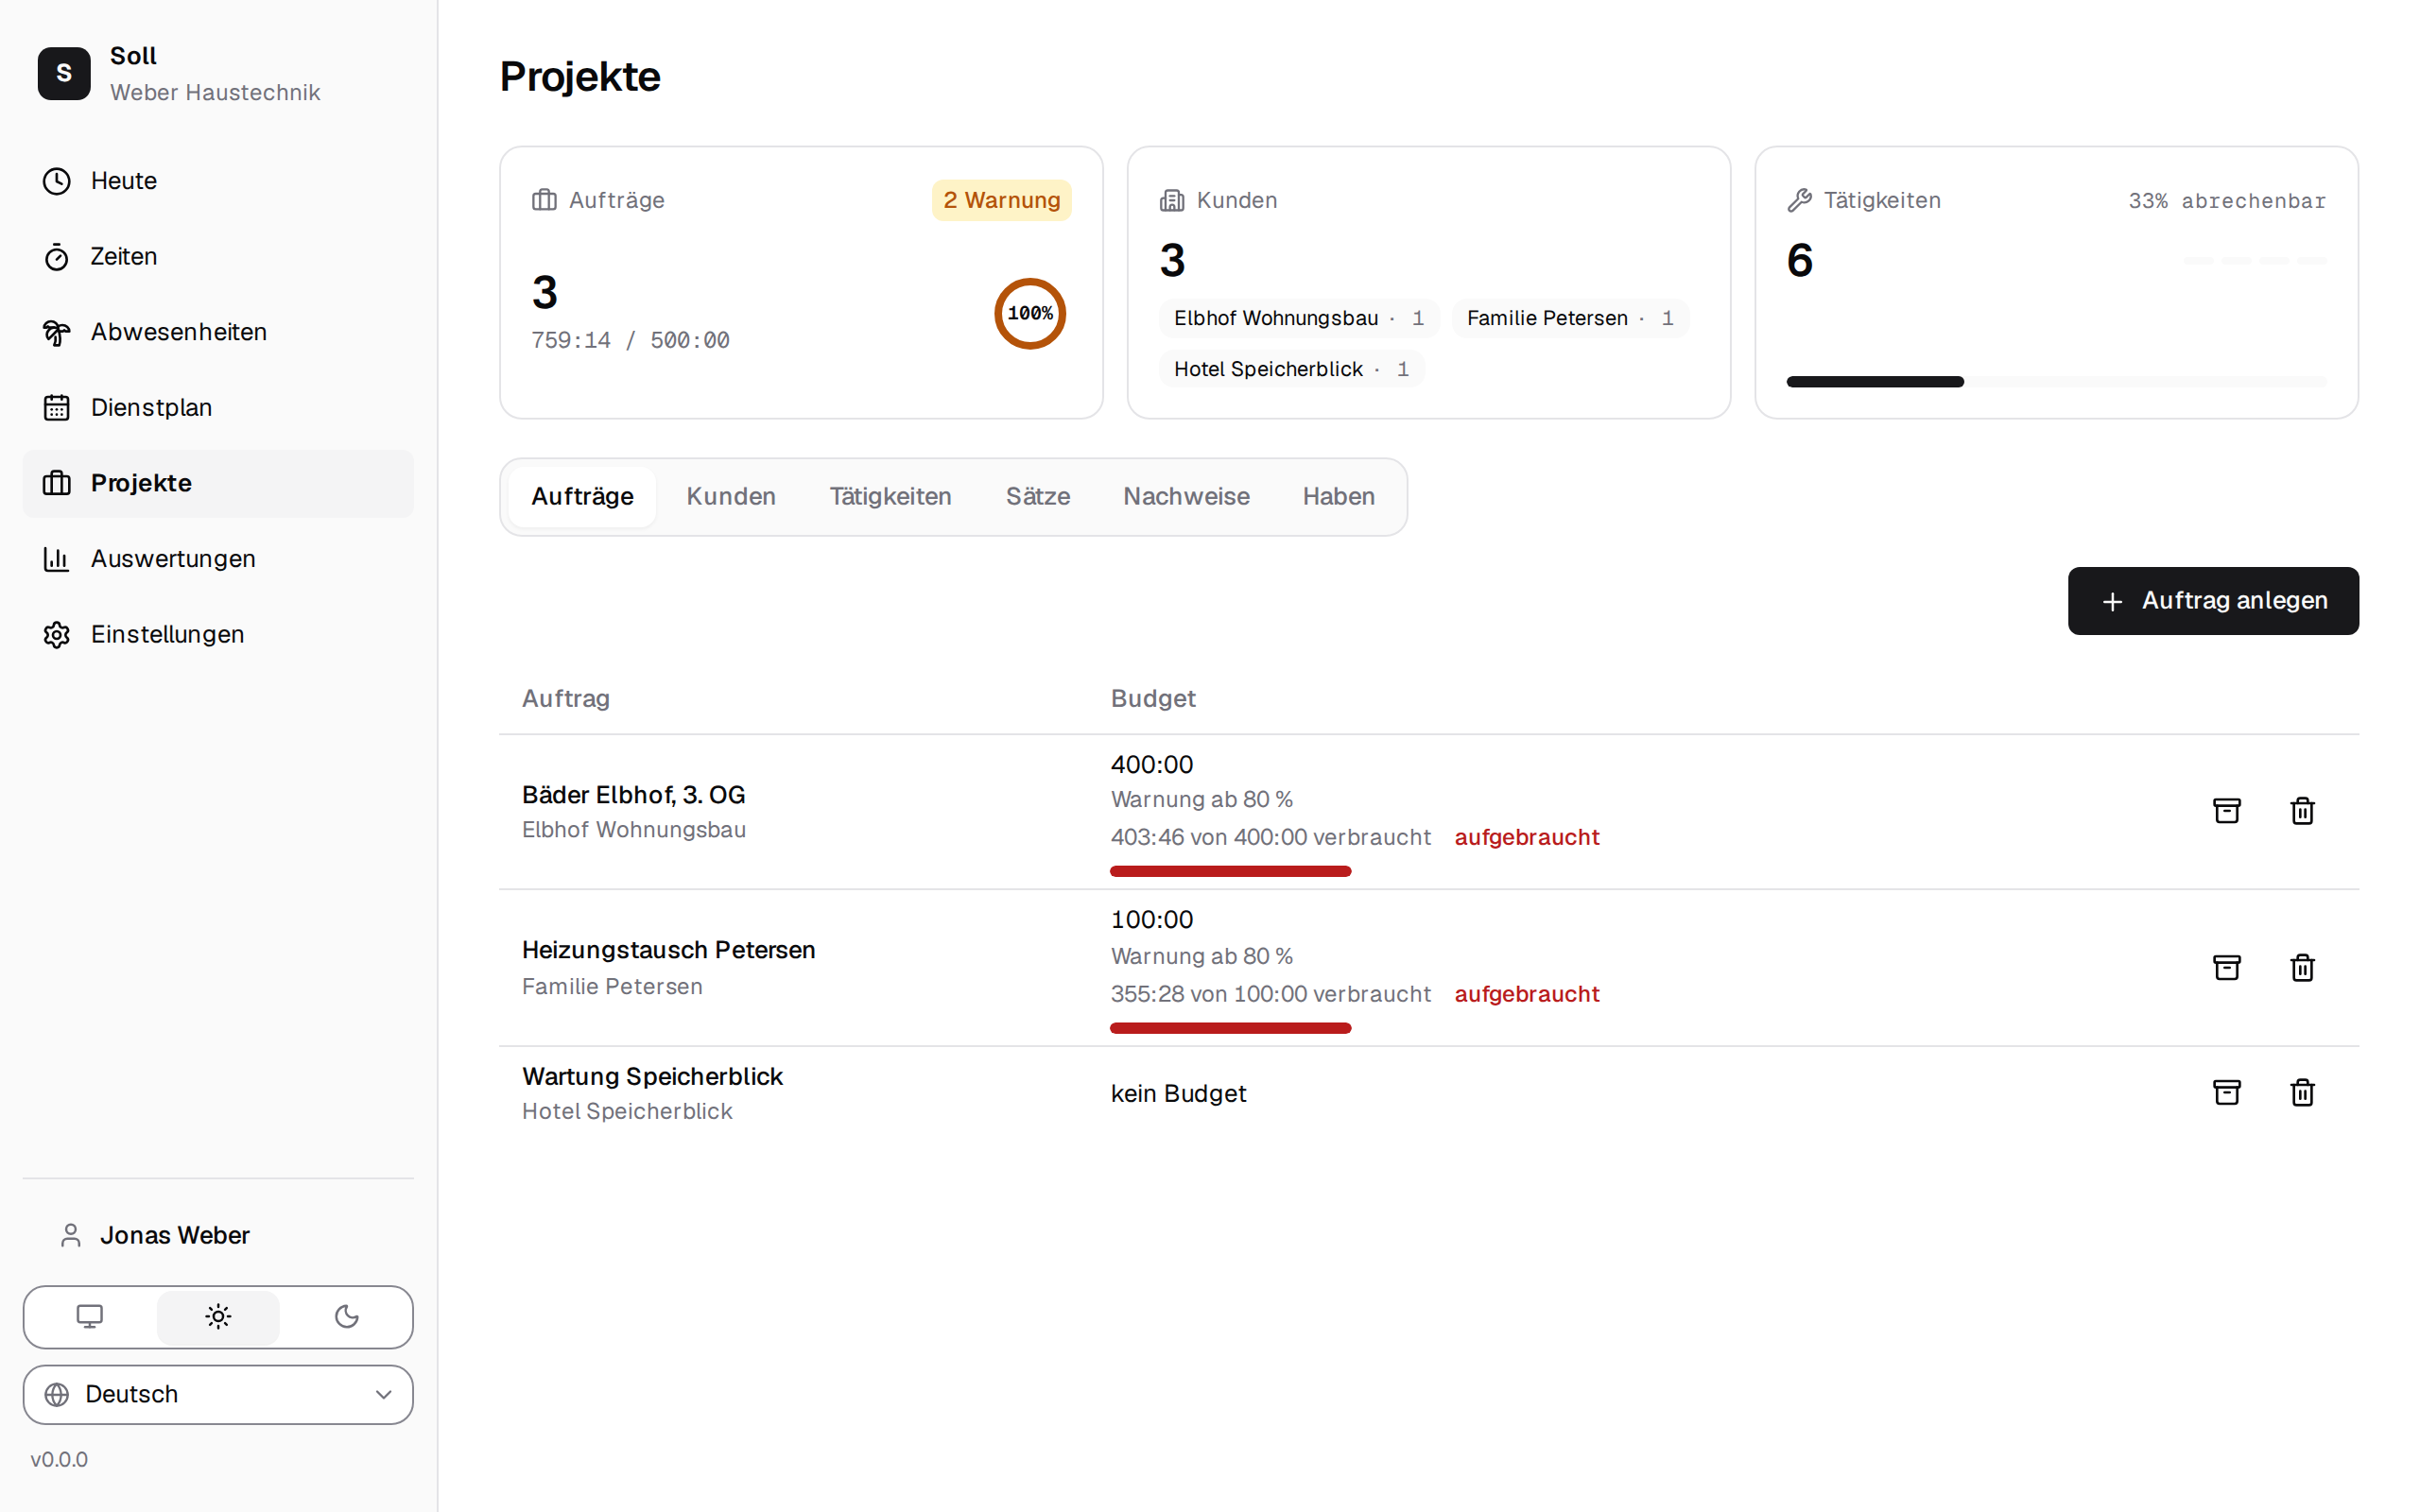 S
Soll
Weber Haustechnik
Heute
Zeiten
Abwesenheiten
Dienstplan
Projekte
Auswertungen
Einstellungen
Jonas Weber
Deutsch
v0.0.0
Projekte
Aufträge
2 Warnung
3
759:14 / 500:00
100%
Kunden
3
Elbhof Wohnungsbau · 1
Familie Petersen · 1
Hotel Speicherblick · 1
Tätigkeiten
33% abrechenbar
6
Aufträge
Kunden
Tätigkeiten
Sätze
Nachweise
Haben
+ Auftrag anlegen
Auftrag
Budget
Bäder Elbhof, 3. OG
Elbhof Wohnungsbau
400:00
Warnung ab 80 %
403:46 von 400:00 verbraucht aufgebraucht
Heizungstausch Petersen
Familie Petersen
100:00
Warnung ab 80 %
355:28 von 100:00 verbraucht aufgebraucht
Wartung Speicherblick
Hotel Speicherblick
kein Budget